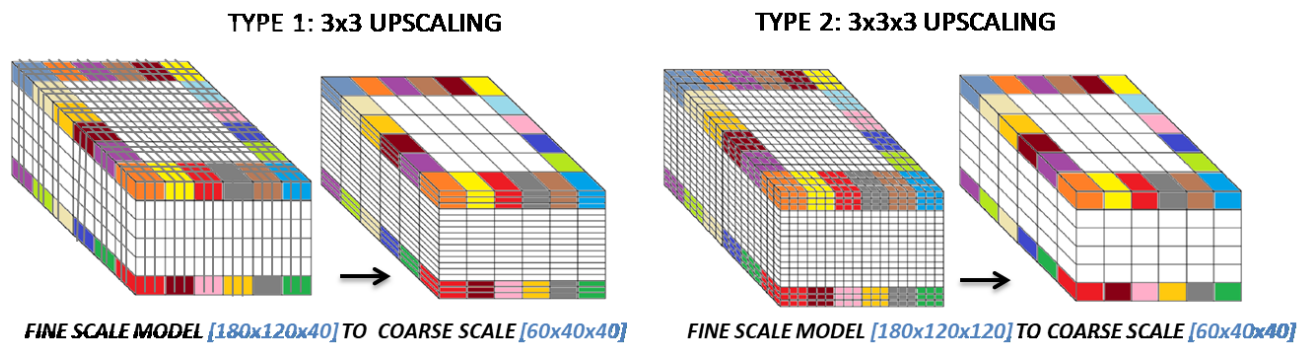 TYPE 1: 3x3 UPSCALING
TYPE 2: 3x3x3 UPSCALING
FINE SCALE MODEL [180x120x40] TO COARSE SCALE [60x40x40]
FINE SCALE MODEL [180x120x120] TO COARSE SCALE [60x40x40]